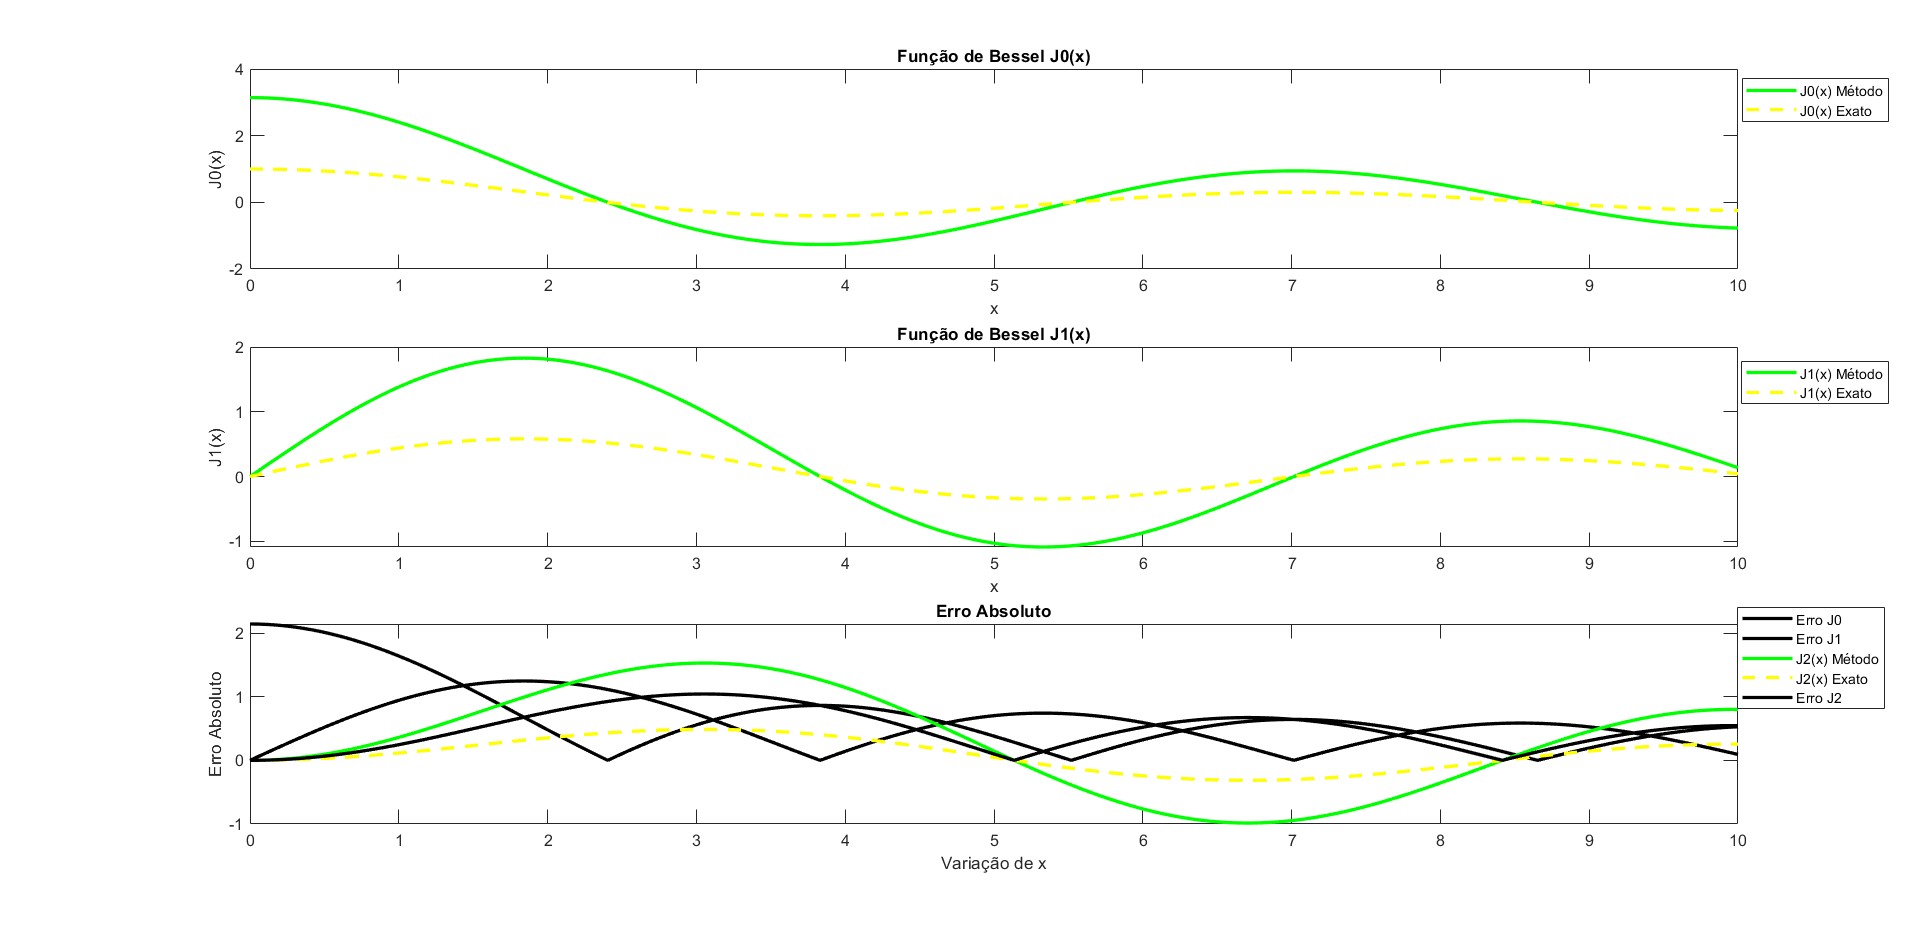 Função de Bessel J0(x)
4
2
0
-2
J0(x)
0 1 2 3 4 5 6 7 8 9 10
x
J0(x) Método
J0(x) Exato
Função de Bessel J1(x)
2
1
0
-1
J1(x)
0 1 2 3 4 5 6 7 8 9 10
x
J1(x) Método
J1(x) Exato
Erro Absoluto
2
1
0
-1
Erro Absoluto
0 1 2 3 4 5 6 7 8 9 10
Variação de x
Erro J0
Erro J1
J2(x) Método
J2(x) Exato
Erro J2